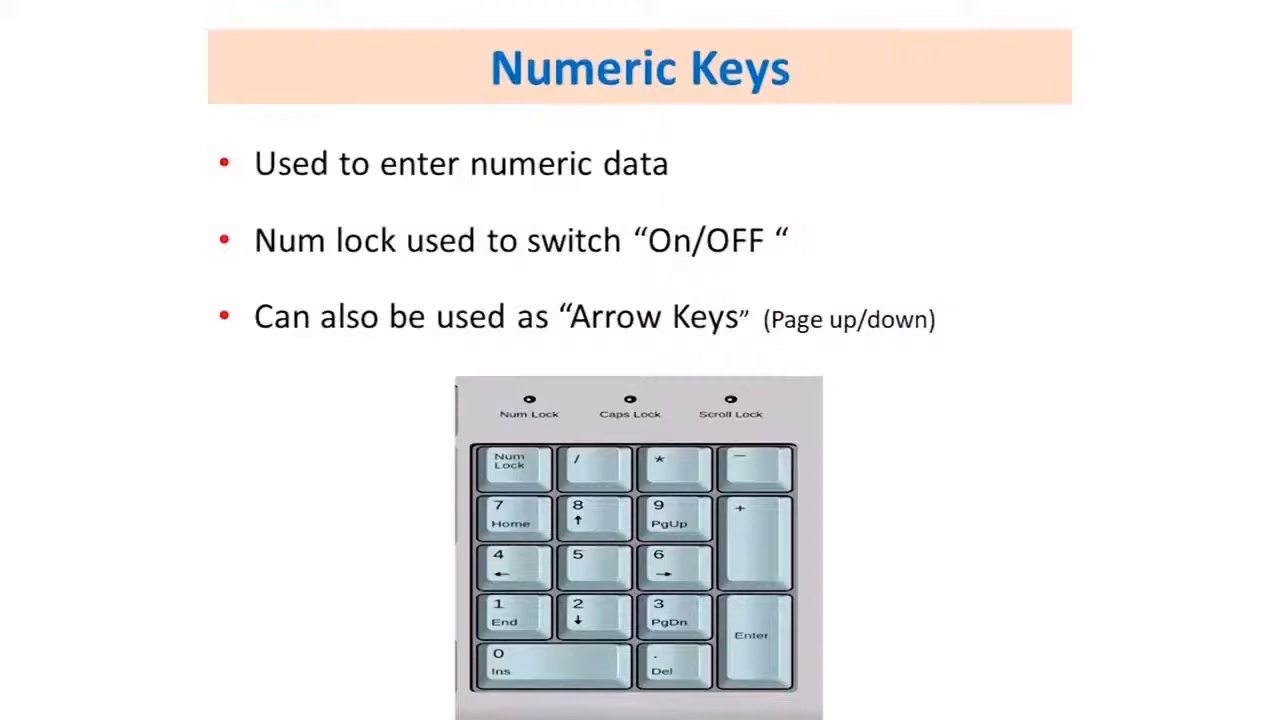 Numeric Keys
• Used to enter numeric data
• Num lock used to switch “On/OFF “
• Can also be used as “Arrow Keys” (Page up/down)
Num Lock Caps Lock Scroll Lock
Num Lock / * −
7 Home 8 ↑ 9 PgUp +
4 ← 5 6 →
1 End 2 ↓ 3 PgDn Enter
0 Ins . Del